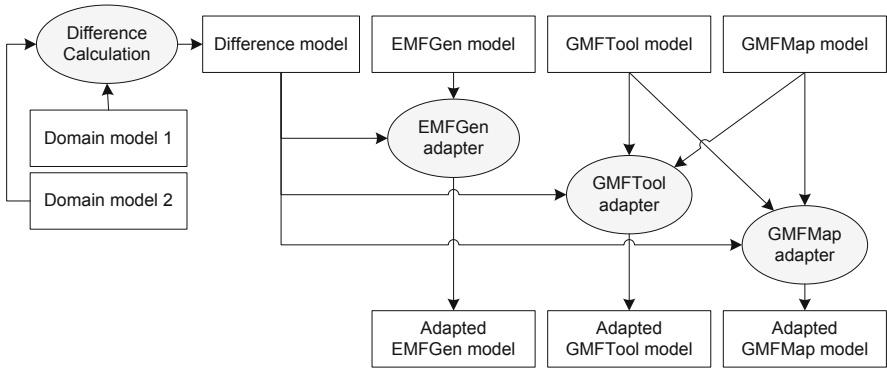 Difference
Calculation
Difference model
EMFGen model
GMFTool model
GMFMap model
Domain model 1
Domain model 2
EMFGen
adapter
GMFTool
adapter
GMFMap
adapter
Adapted
EMFGen model
Adapted
GMFTool model
Adapted
GMFMap model